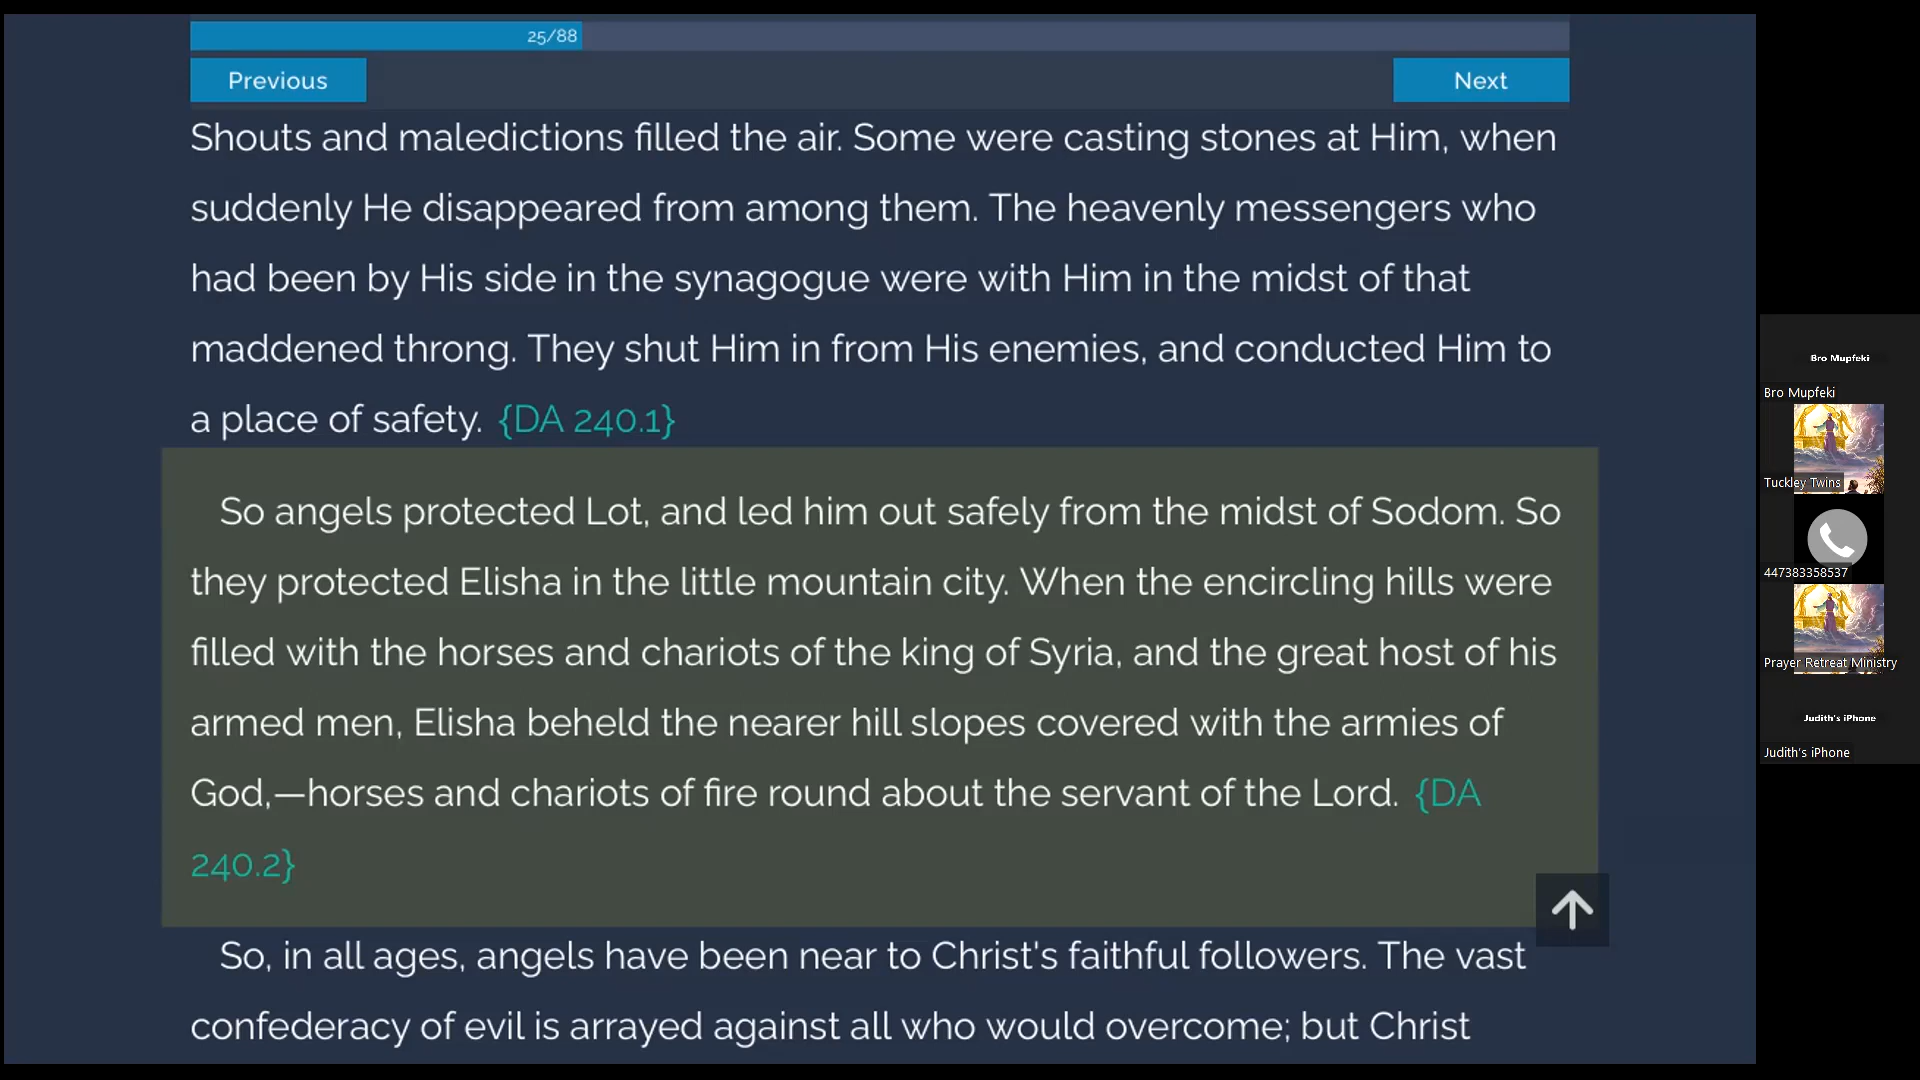 25/88
Previous
Next
Shouts and maledictions filled the air. Some were casting stones at Him, when
suddenly He disappeared from among them. The heavenly messengers who
had been by His side in the synagogue were with Him in the midst of that
maddened throng. They shut Him in from His enemies, and conducted Him to
a place of safety. {DA 240.1}
So angels protected Lot, and led him out safely from the midst of Sodom. So
they protected Elisha in the little mountain city. When the encircling hills were
filled with the horses and chariots of the king of Syria, and the great host of his
armed men, Elisha beheld the nearer hill slopes covered with the armies of
God,—horses and chariots of fire round about the servant of the Lord. {DA
240.2}
So, in all ages, angels have been near to Christ's faithful followers. The vast
confederacy of evil is arrayed against all who would overcome; but Christ
Bro Mupfeki
Bro Mupfeki
Tuckley Twins
447383358537
Prayer Retreat Ministry
Judith's iPhone
Judith's iPhone